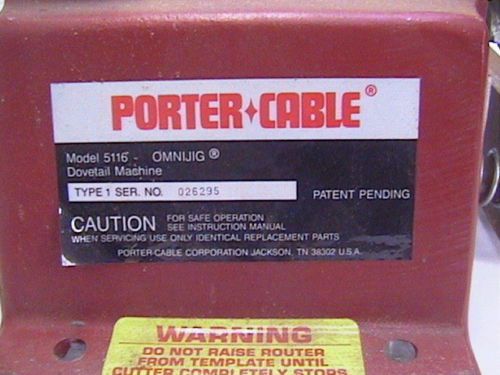 PORTER✦CABLE®
Model 5116 - OMNIJIG®
Dovetail Machine
TYPE 1 SER. NO. 026295 PATENT PENDING
CAUTION FOR SAFE OPERATION
SEE INSTRUCTION MANUAL
WHEN SERVICING USE ONLY IDENTICAL REPLACEMENT PARTS
PORTER-CABLE CORPORATION JACKSON, TN 38302 U.S.A.
WARNING
DO NOT RAISE ROUTER
FROM TEMPLATE UNTIL
CUTTER COMPLETELY STOPS